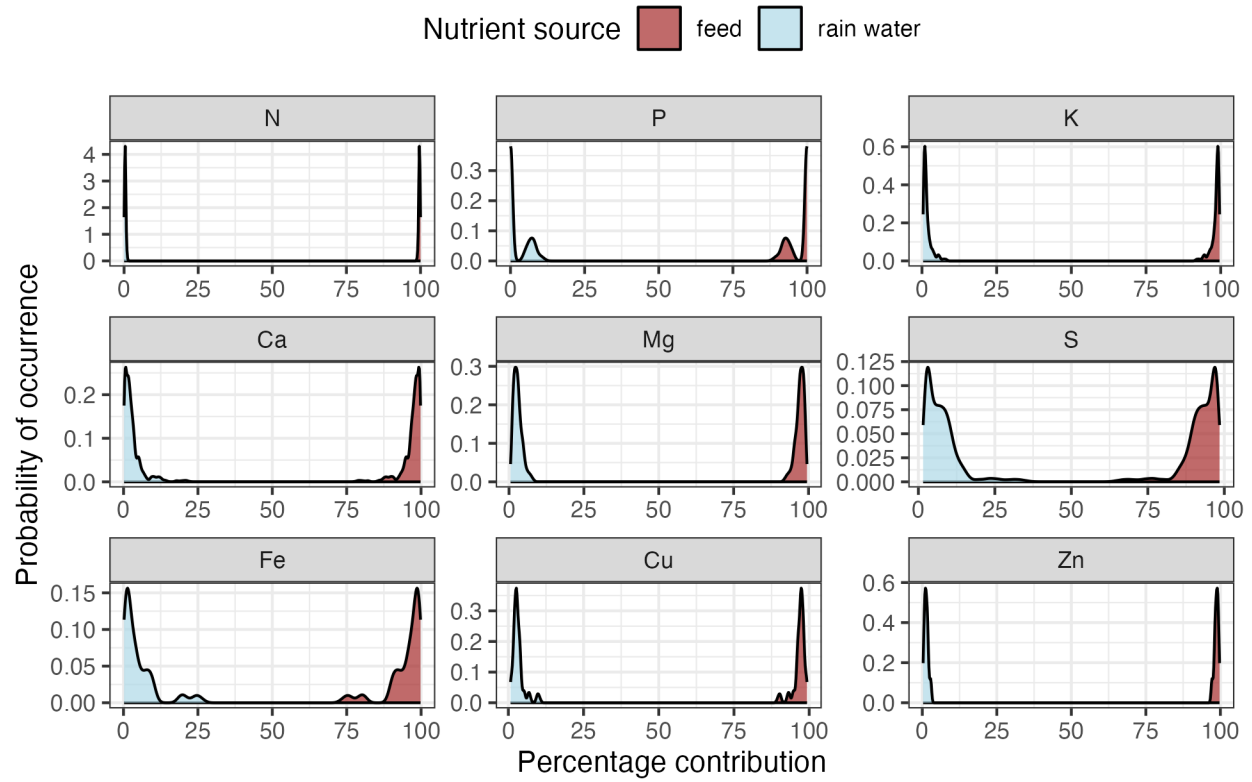 Nutrient source feed rain water
Probability of occurrence
N P K
4 3 2 1 0
0.3 0.2 0.1 0.0
0.6 0.4 0.2 0.0
0 25 50 75 100 0 25 50 75 100 0 25 50 75 100
Ca Mg S
0.2 0.1 0.0
0.3 0.2 0.1 0.0
0.125 0.100 0.075 0.050 0.025 0.000
0 25 50 75 100 0 25 50 75 100 0 25 50 75 100
Fe Cu Zn
0.15 0.10 0.05 0.00
0.3 0.2 0.1 0.0
0.6 0.4 0.2 0.0
0 25 50 75 100 0 25 50 75 100 0 25 50 75 100
Percentage contribution